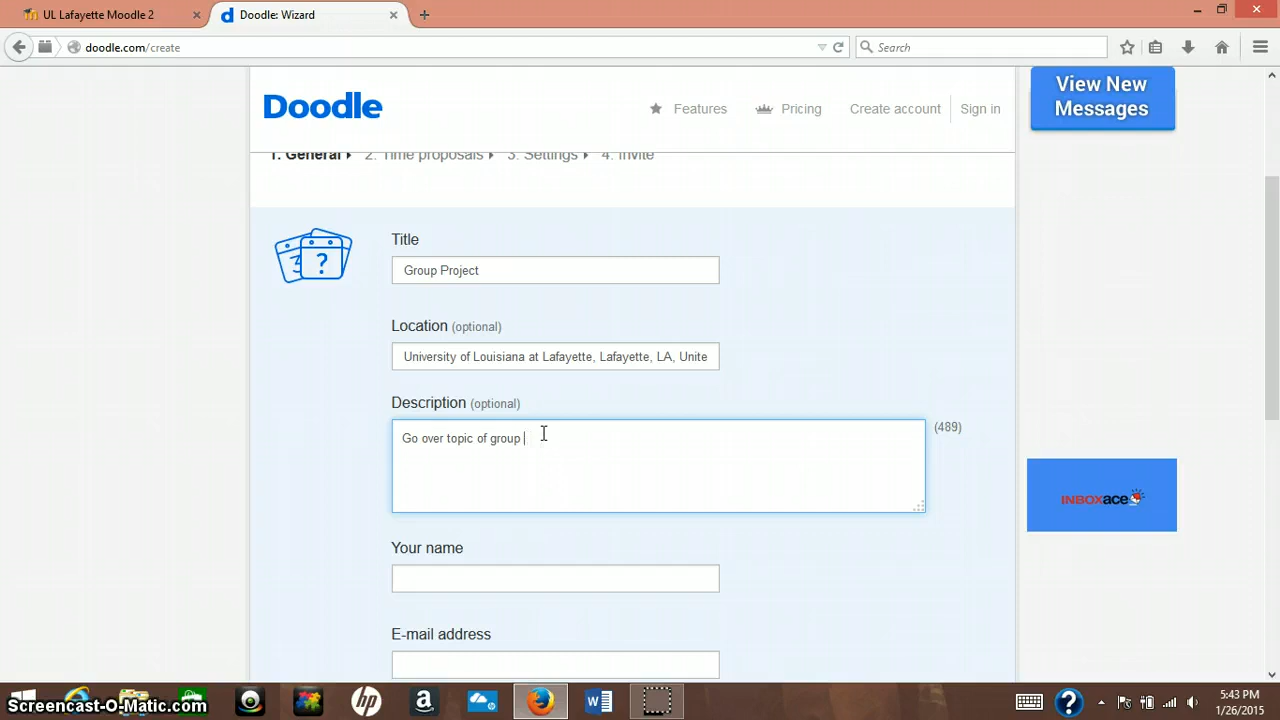 UL Lafayette Moodle 2
Doodle: Wizard
doodle.com/create
Search
Doodle
Features
Pricing
Create account
Sign in
View New
Messages
1. General
2. Time proposals
3. Settings
4. Invite
3
?
Title
Group Project
Location (optional)
University of Louisiana at Lafayette, Lafayette, LA, Unite
Description (optional)
Go over topic of group
(489)
INBOXace
Your name
E-mail address
hp
a
W
?
5:43 PM
1/26/2015
Screencast-O-Matic.com